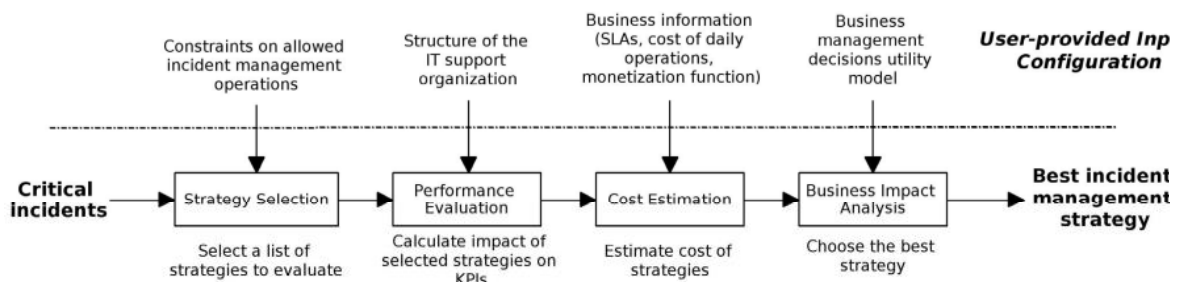 Constraints on allowed
incident management
operations
Structure of the
IT support
organization
Business information
(SLAs, cost of daily
operations,
monetization function)
Business
management
decisions utility
model
User-provided Inp
Configuration
Critical
incidents
Strategy Selection
Performance
Evaluation
Cost Estimation
Business Impact
Analysis
Best incident
management
strategy
Select a list of
strategies to evaluate
Calculate impact of
selected strategies on
KPIs
Estimate cost of
strategies
Choose the best
strategy